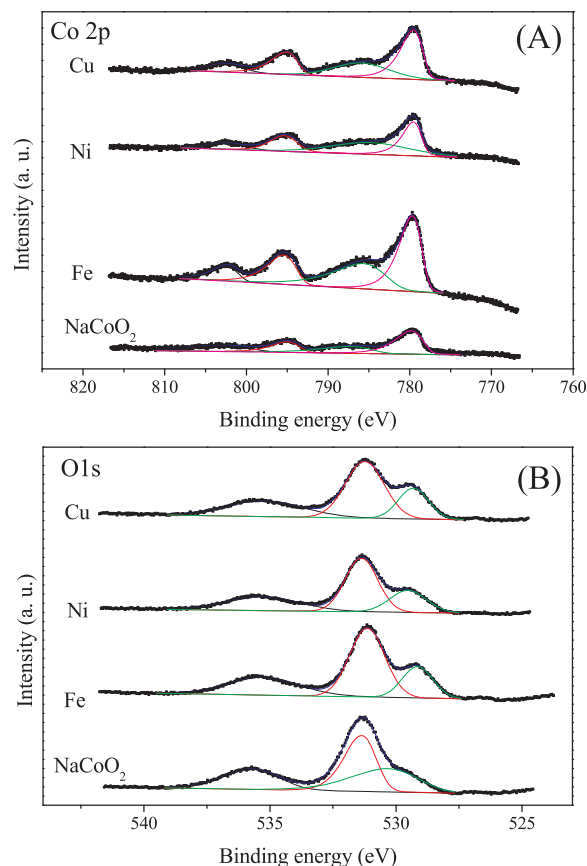 Co 2p
(A)
Cu
Ni
Fe
NaCoO₂
Intensity (a. u.)
820 810 800 790 780 770 760
Binding energy (eV)
O1s
(B)
Cu
Ni
Fe
NaCoO₂
Intensity (a. u.)
540 535 530 525
Binding energy (eV)